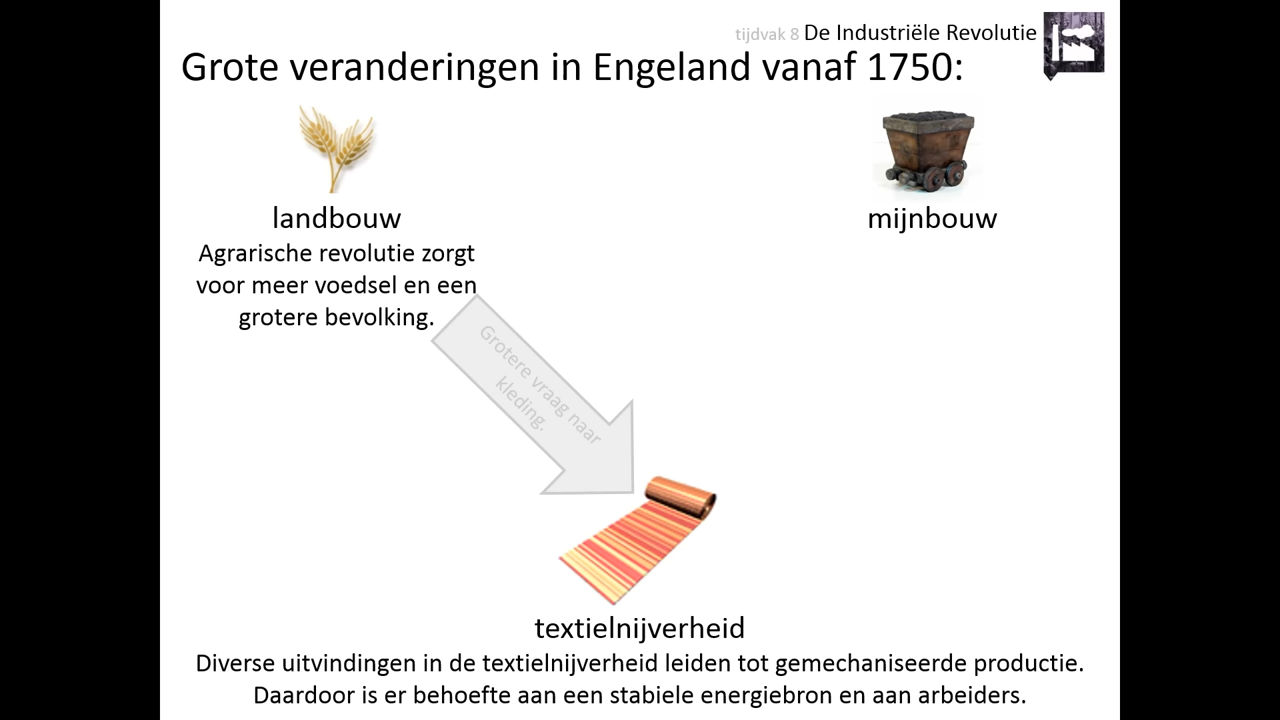 tijdvak 8 De Industriële Revolutie
Grote veranderingen in Engeland vanaf 1750:
landbouw
Agrarische revolutie zorgt
voor meer voedsel en een
grotere bevolking.
mijnbouw
Grotere vraag naar
kleding.
textielnijverheid
Diverse uitvindingen in de textielnijverheid leiden tot gemechaniseerde productie.
Daardoor is er behoefte aan een stabiele energiebron en aan arbeiders.